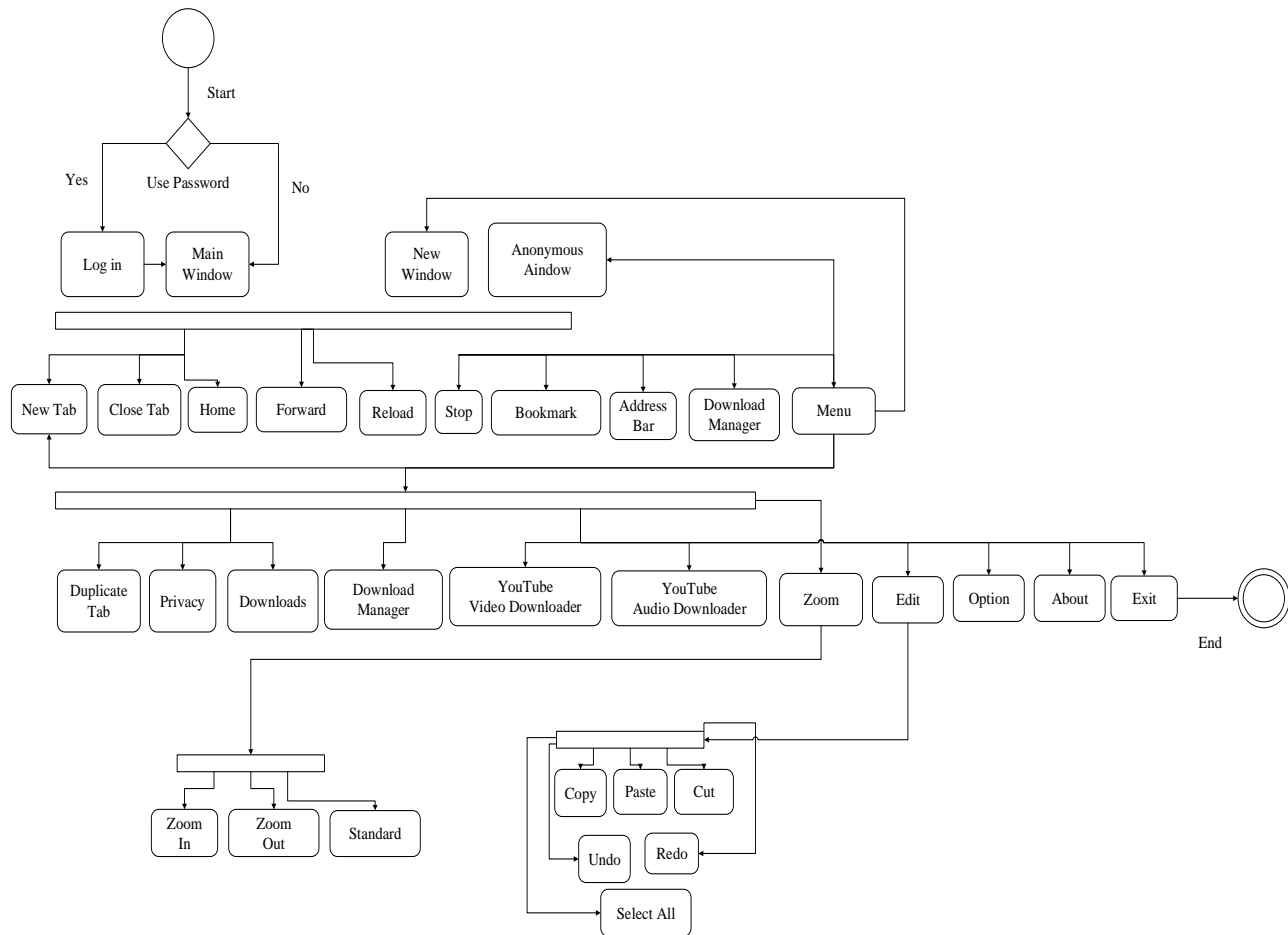 Start
Use Password
Yes
No
Log in
Main
Window
New
Window
Anonymous
Aindow
New Tab
Close Tab
Home
Forward
Reload
Stop
Bookmark
Address
Bar
Download
Manager
Menu
Duplicate
Tab
Privacy
Downloads
Download
Manager
YouTube
Video Downloader
YouTube
Audio Downloader
Zoom
Edit
Option
About
Exit
End
Zoom
In
Zoom
Out
Standard
Copy
Paste
Cut
Undo
Redo
Select All